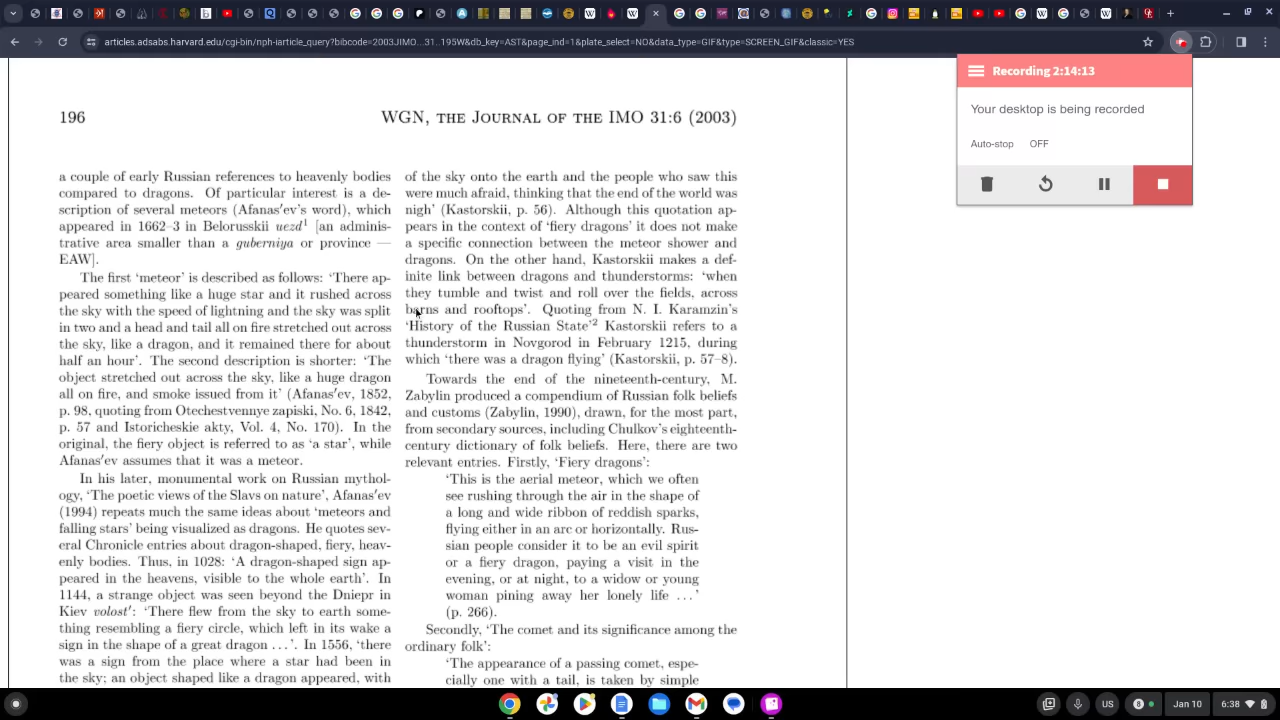 articles.adsabs.harvard.edu/cgi-bin/nph-iarticle_query?bibcode=2003JIMO...31..195W&db_key=AST&page_ind=1&plate_select=NO&data_type=GIF&type=SCREEN_GIF&classic=YES
Recording 2:14:13
Your desktop is being recorded
Auto-stop OFF
196 WGN, THE JOURNAL OF THE IMO 31:6 (2003)
a couple of early Russian references to heavenly bodies
compared to dragons. Of particular interest is a de-
scription of several meteors (Afanas′ev's word), which
appeared in 1662–3 in Belorusskii uezd¹ [an adminis-
trative area smaller than a guberniya or province —
EAW].
The first ‘meteor’ is described as follows: ‘There ap-
peared something like a huge star and it rushed across
the sky with the speed of lightning and the sky was split
in two and a head and tail all on fire stretched out across
the sky, like a dragon, and it remained there for about
half an hour’. The second description is shorter: ‘The
object stretched out across the sky, like a huge dragon
all on fire, and smoke issued from it’ (Afanas′ev, 1852,
p. 98, quoting from Otechestvennye zapiski, No. 6, 1842,
p. 57 and Istoricheskie akty, Vol. 4, No. 170). In the
original, the fiery object is referred to as ‘a star’, while
Afanas′ev assumes that it was a meteor.
In his later, monumental work on Russian mythol-
ogy, ‘The poetic views of the Slavs on nature’, Afanas′ev
(1994) repeats much the same ideas about ‘meteors and
falling stars’ being visualized as dragons. He quotes sev-
eral Chronicle entries about dragon-shaped, fiery, heav-
enly bodies. Thus, in 1028: ‘A dragon-shaped sign ap-
peared in the heavens, visible to the whole earth’. In
1144, a strange object was seen beyond the Dniepr in
Kiev volost′: ‘There flew from the sky to earth some-
thing resembling a fiery circle, which left in its wake a
sign in the shape of a great dragon ...’. In 1556, ‘there
was a sign from the place where a star had been in
the sky; an object shaped like a dragon appeared, with
of the sky onto the earth and the people who saw this
were much afraid, thinking that the end of the world was
nigh’ (Kastorskii, p. 56). Although this quotation ap-
pears in the context of ‘fiery dragons’ it does not make
a specific connection between the meteor shower and
dragons. On the other hand, Kastorskii makes a def-
inite link between dragons and thunderstorms: ‘when
they tumble and twist and roll over the fields, across
barns and rooftops’. Quoting from N. I. Karamzin's
‘History of the Russian State’² Kastorskii refers to a
thunderstorm in Novgorod in February 1215, during
which ‘there was a dragon flying’ (Kastorskii, p. 57–8).
Towards the end of the nineteenth-century, M.
Zabylin produced a compendium of Russian folk beliefs
and customs (Zabylin, 1990), drawn, for the most part,
from secondary sources, including Chulkov's eighteenth-
century dictionary of folk beliefs. Here, there are two
relevant entries. Firstly, ‘Fiery dragons’:
‘This is the aerial meteor, which we often
see rushing through the air in the shape of
a long and wide ribbon of reddish sparks,
flying either in an arc or horizontally. Rus-
sian people consider it to be an evil spirit
or a fiery dragon, paying a visit in the
evening, or at night, to a widow or young
woman pining away her lonely life ...’
(p. 266).
Secondly, ‘The comet and its significance among the
ordinary folk’:
‘The appearance of a passing comet, espe-
cially one with a tail, is taken by simple
US
8
Jan 10
6:38